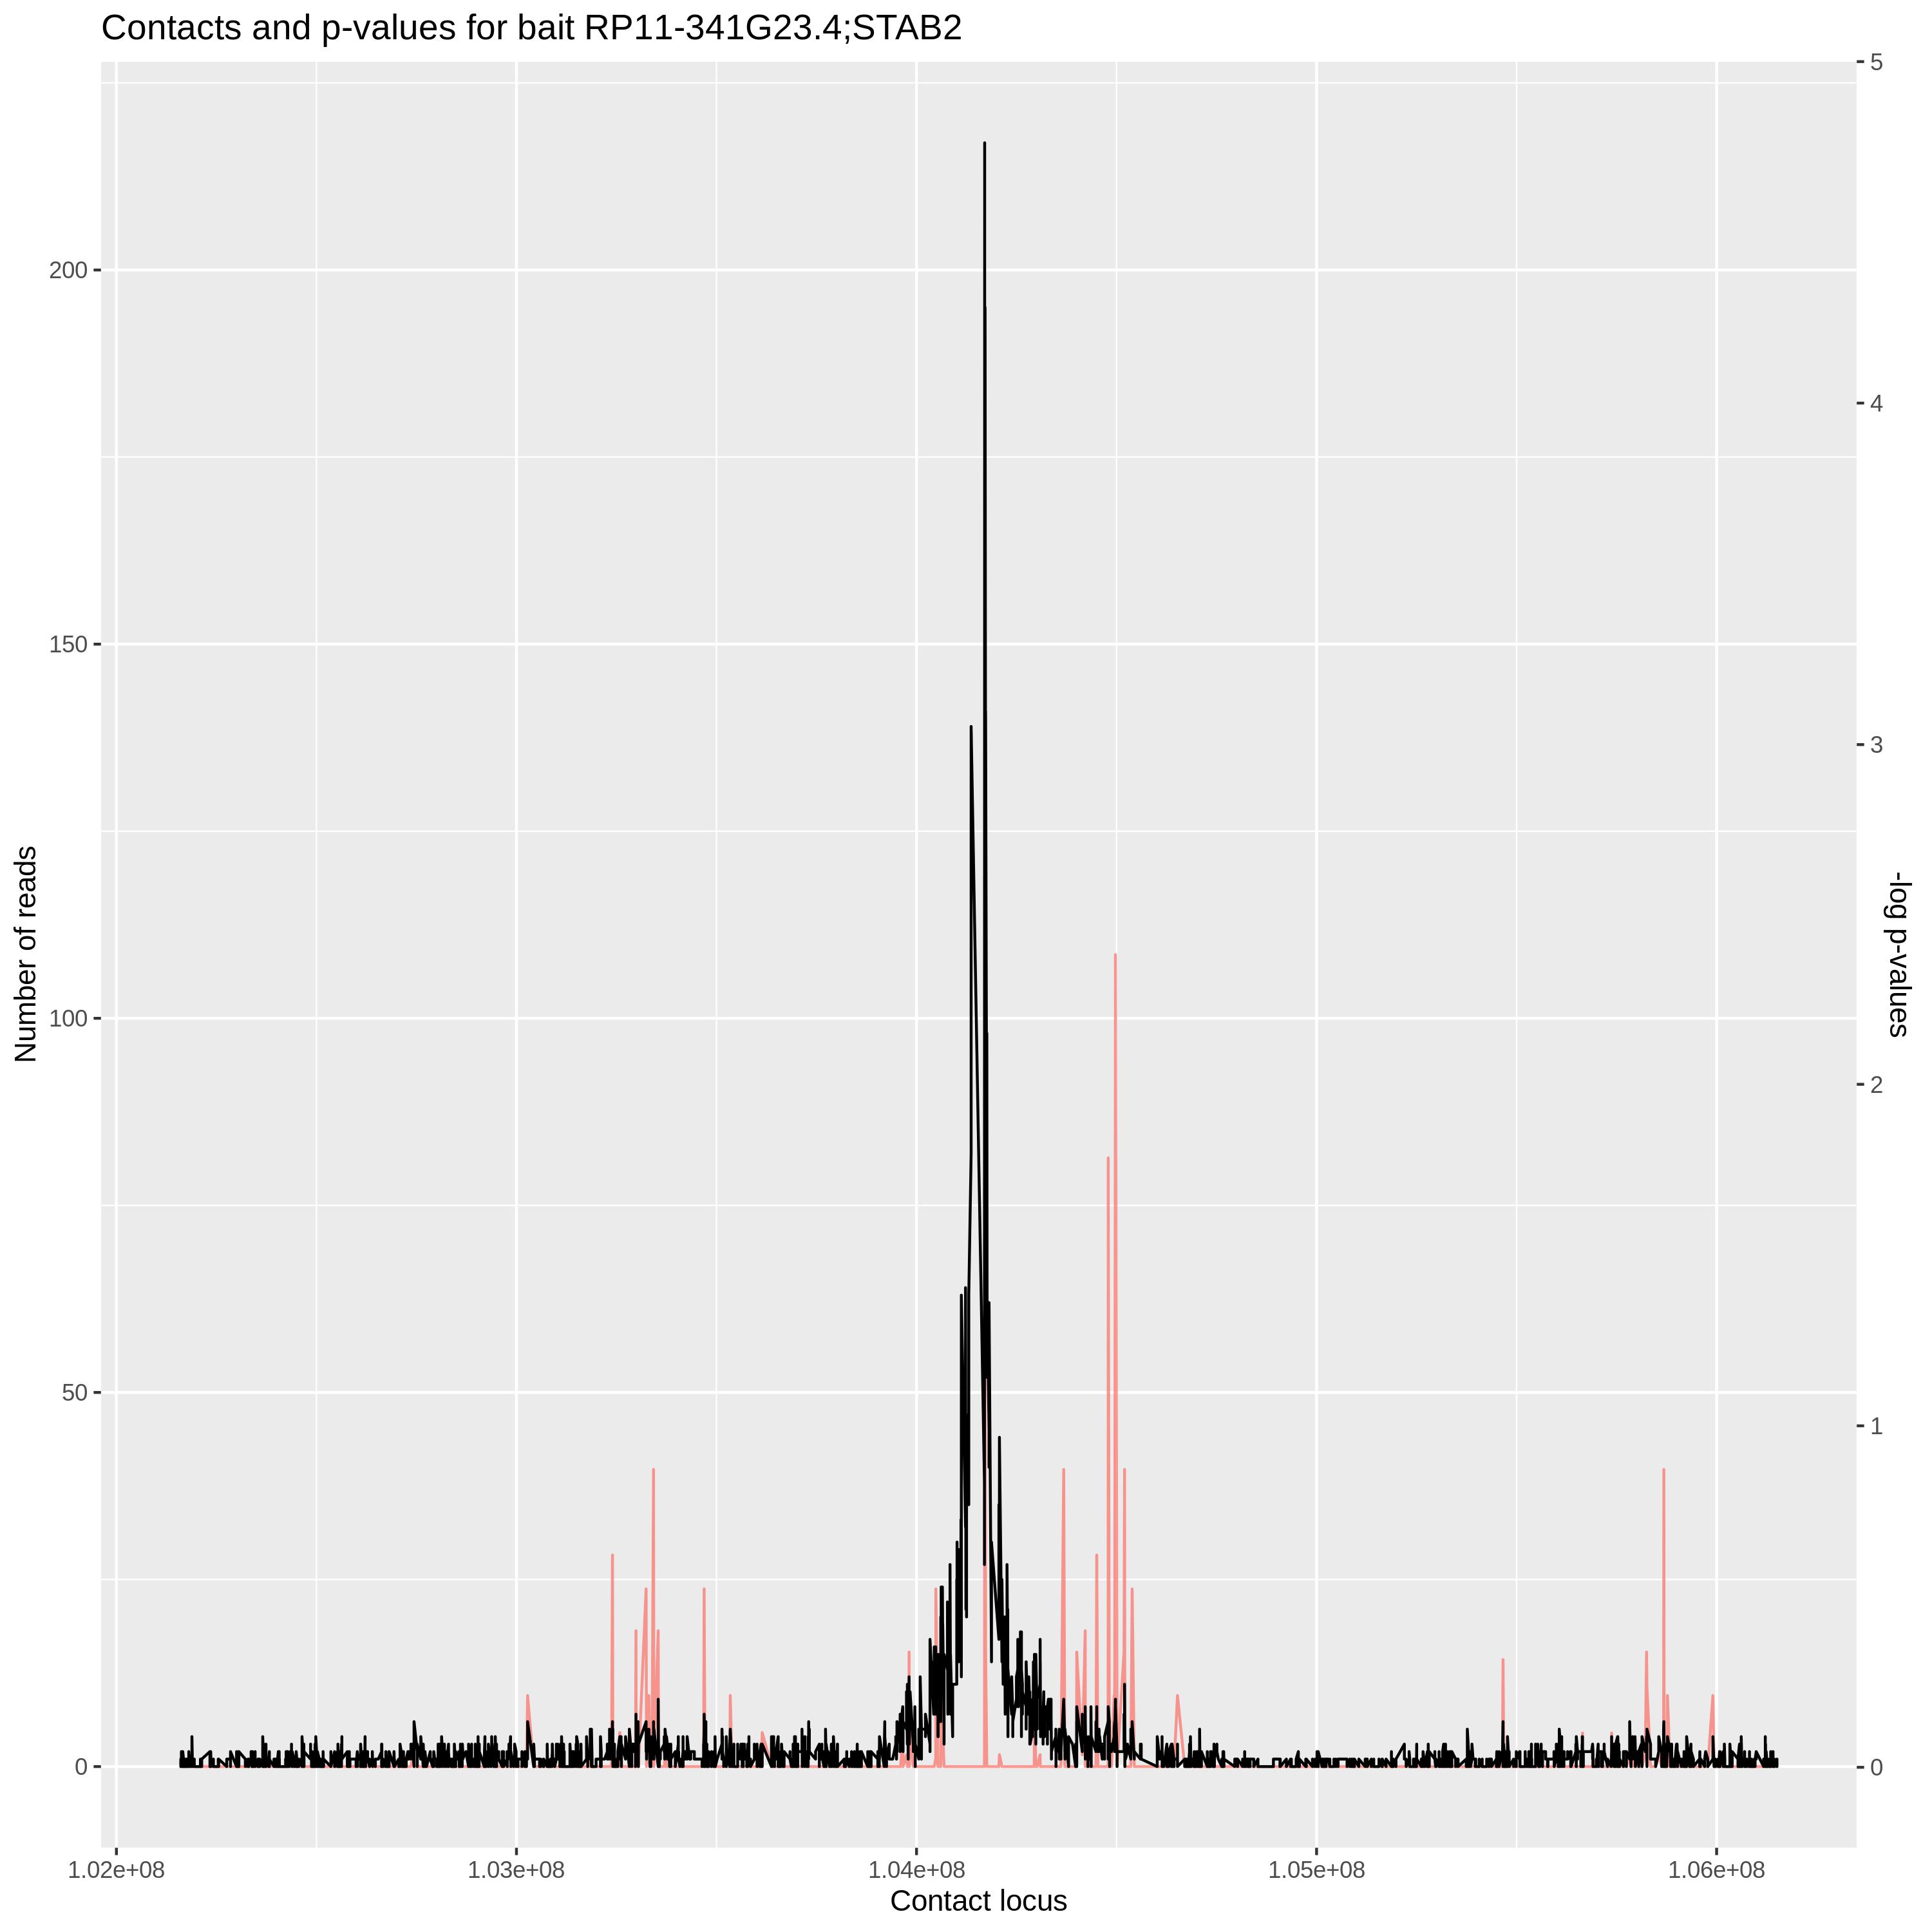 Contacts and p-values for bait RP11-341G23.4;STAB2
5
4
3
2
1
0
200
150
100
50
0
Number of reads
-log p-values
1.02e+08 1.03e+08 1.04e+08 1.05e+08 1.06e+08
Contact locus